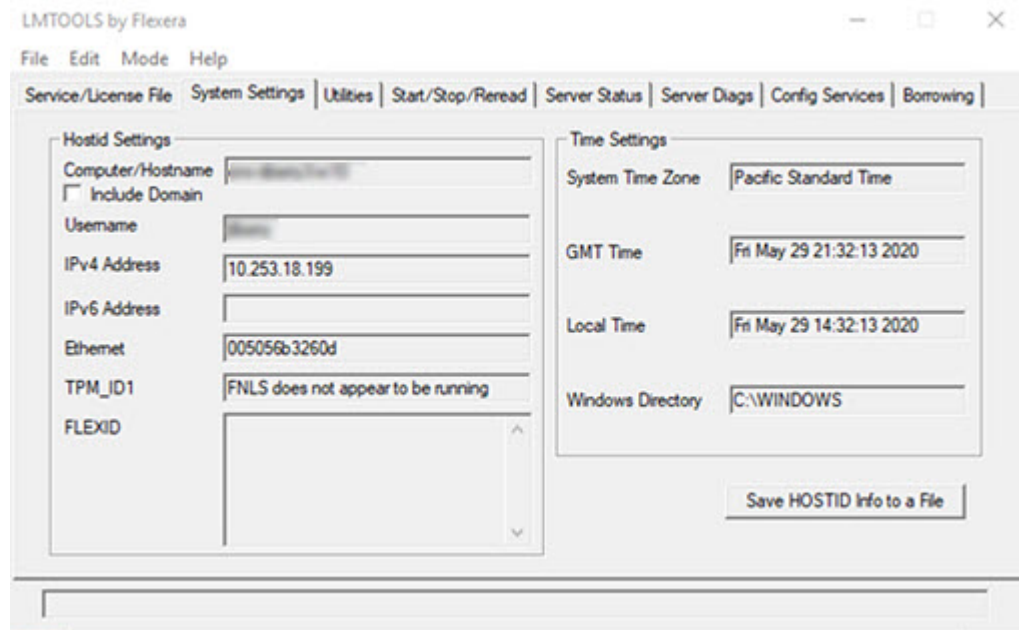 LMTOOLS by Flexera
File Edit Mode Help
Service/License File System Settings Utilities Start/Stop/Reread Server Status Server Diags Config Services Borrowing
Hostid Settings
Computer/Hostname
Include Domain
Username
IPv4 Address 10.253.18.199
IPv6 Address
Ethernet 005056b3260d
TPM_ID1 FNLS does not appear to be running
FLEXID
Time Settings
System Time Zone Pacific Standard Time
GMT Time Fri May 29 21:32:13 2020
Local Time Fri May 29 14:32:13 2020
Windows Directory C:\WINDOWS
Save HOSTID Info to a File